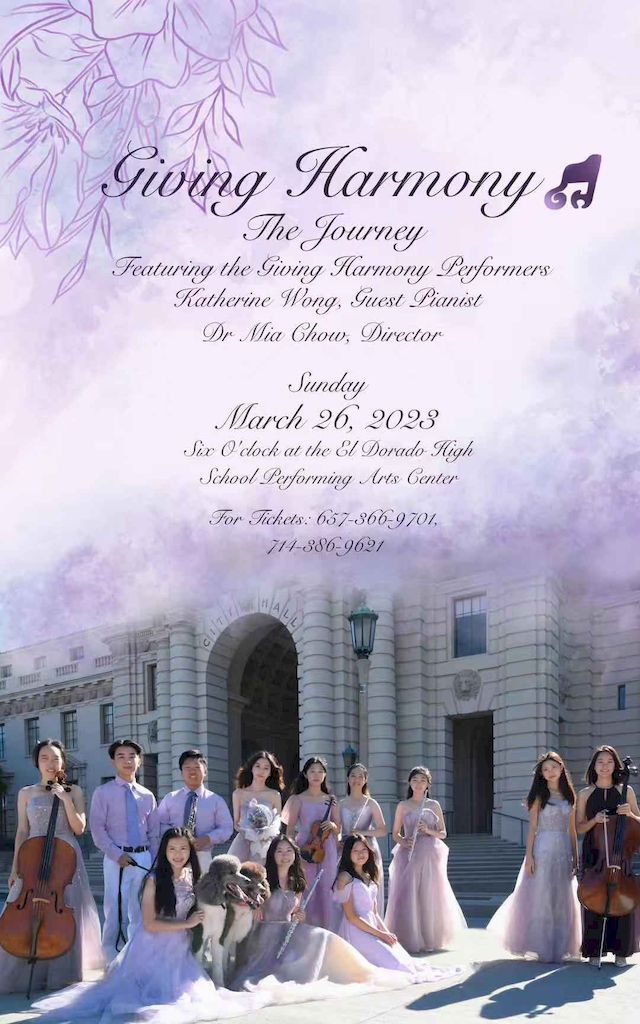 Giving Harmony
The Journey
Featuring the Giving Harmony Performers
Katherine Wong, Guest Pianist
Dr Mia Chow, Director
Sunday
March 26, 2023
Six O'clock at the El Dorado High
School Performing Arts Center
For Tickets: 657-366-9701,
714-386-9621
CITY HALL